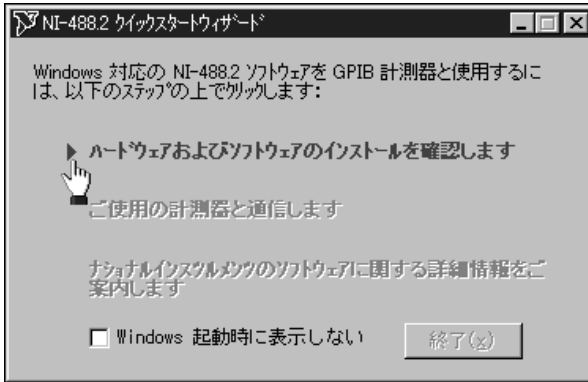 NI-488.2 クイックスタートウィザード
Windows 対応の NI-488.2 ソフトウェアを GPIB 計測器と使用するに
は、以下のステップの上でクリックします:
ハードウェアおよびソフトウェアのインストールを確認します
ご使用の計測器と通信します
ナショナルインスツルメンツのソフトウェアに関する詳細情報をご
案内します
Windows 起動時に表示しない
終了(x)